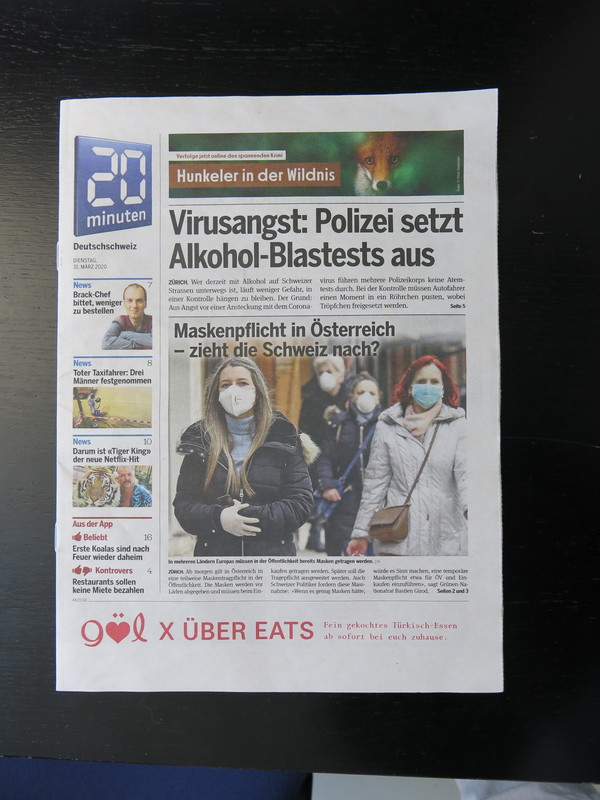 20
minuten
Deutschschweiz
DIENSTAG,
31. MÄRZ 2020
Verfolge jetzt online den spannenden Krimi
Hunkeler in der Wildnis
Virusangst: Polizei setzt
Alkohol-Blastests aus
ZÜRICH. Wer derzeit mit Alkohol auf Schweizer
Strassen unterwegs ist, läuft weniger Gefahr, in
einer Kontrolle hängen zu bleiben. Der Grund:
Aus Angst vor einer Ansteckung mit dem Corona-
virus führen mehrere Polizeikorps keine Atem-
tests durch. Bei der Kontrolle müssen Autofahrer
einen Moment in ein Röhrchen pusten, wobei
Tröpfchen freigesetzt werden. Seite 5
News 7
Brack-Chef
bittet, weniger
zu bestellen
News 8
Toter Taxifahrer: Drei
Männer festgenommen
News 10
Darum ist «Tiger King»
der neue Netflix-Hit
Aus der App
Beliebt 16
Erste Koalas sind nach
Feuer wieder daheim
Kontrovers 4
Restaurants sollen
keine Miete bezahlen
Maskenpflicht in Österreich
– zieht die Schweiz nach?
In mehreren Ländern Europas müssen in der Öffentlichkeit bereits Masken getragen werden.
ZÜRICH. Ab morgen gilt in Österreich
eine teilweise Maskentragpflicht in der
Öffentlichkeit. Die Masken werden vor
Läden abgegeben und müssen beim Ein-
kaufen getragen werden. Später soll die
Tragepflicht ausgeweitet werden. Auch
Schweizer Politiker fordern diese Mass-
nahme: «Wenn es genug Masken hätte,
würde es Sinn machen, eine temporäre
Maskenpflicht etwa für ÖV und Ein-
kaufen einzuführen», sagt Grünen-Na-
tionalrat Bastien Girod. Seiten 2 und 3
ANZEIGE
göl X ÜBER EATS
Fein gekochtes Türkisch-Essen
ab sofort bei euch zuhause.